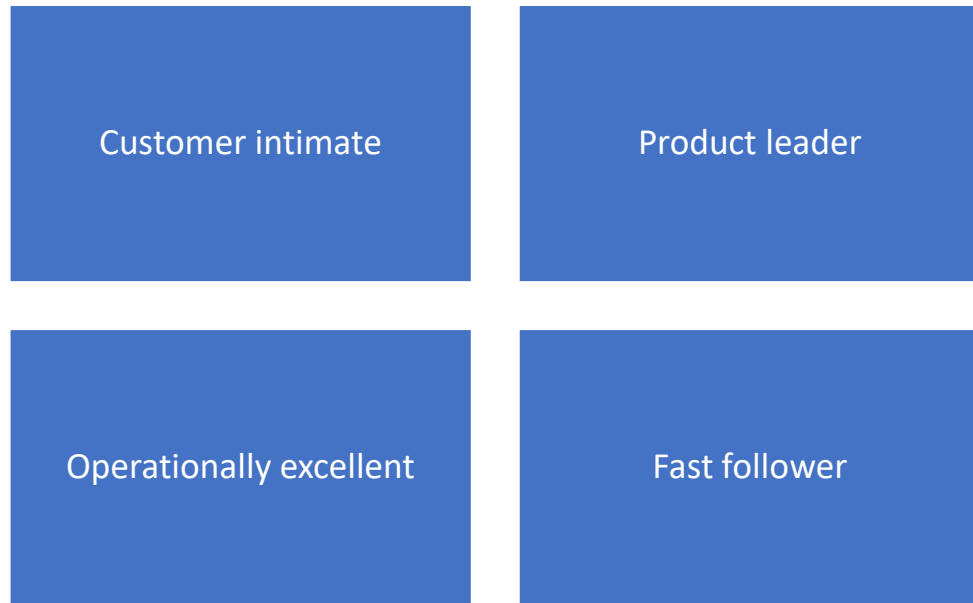 Customer intimate
Product leader
Operationally excellent
Fast follower